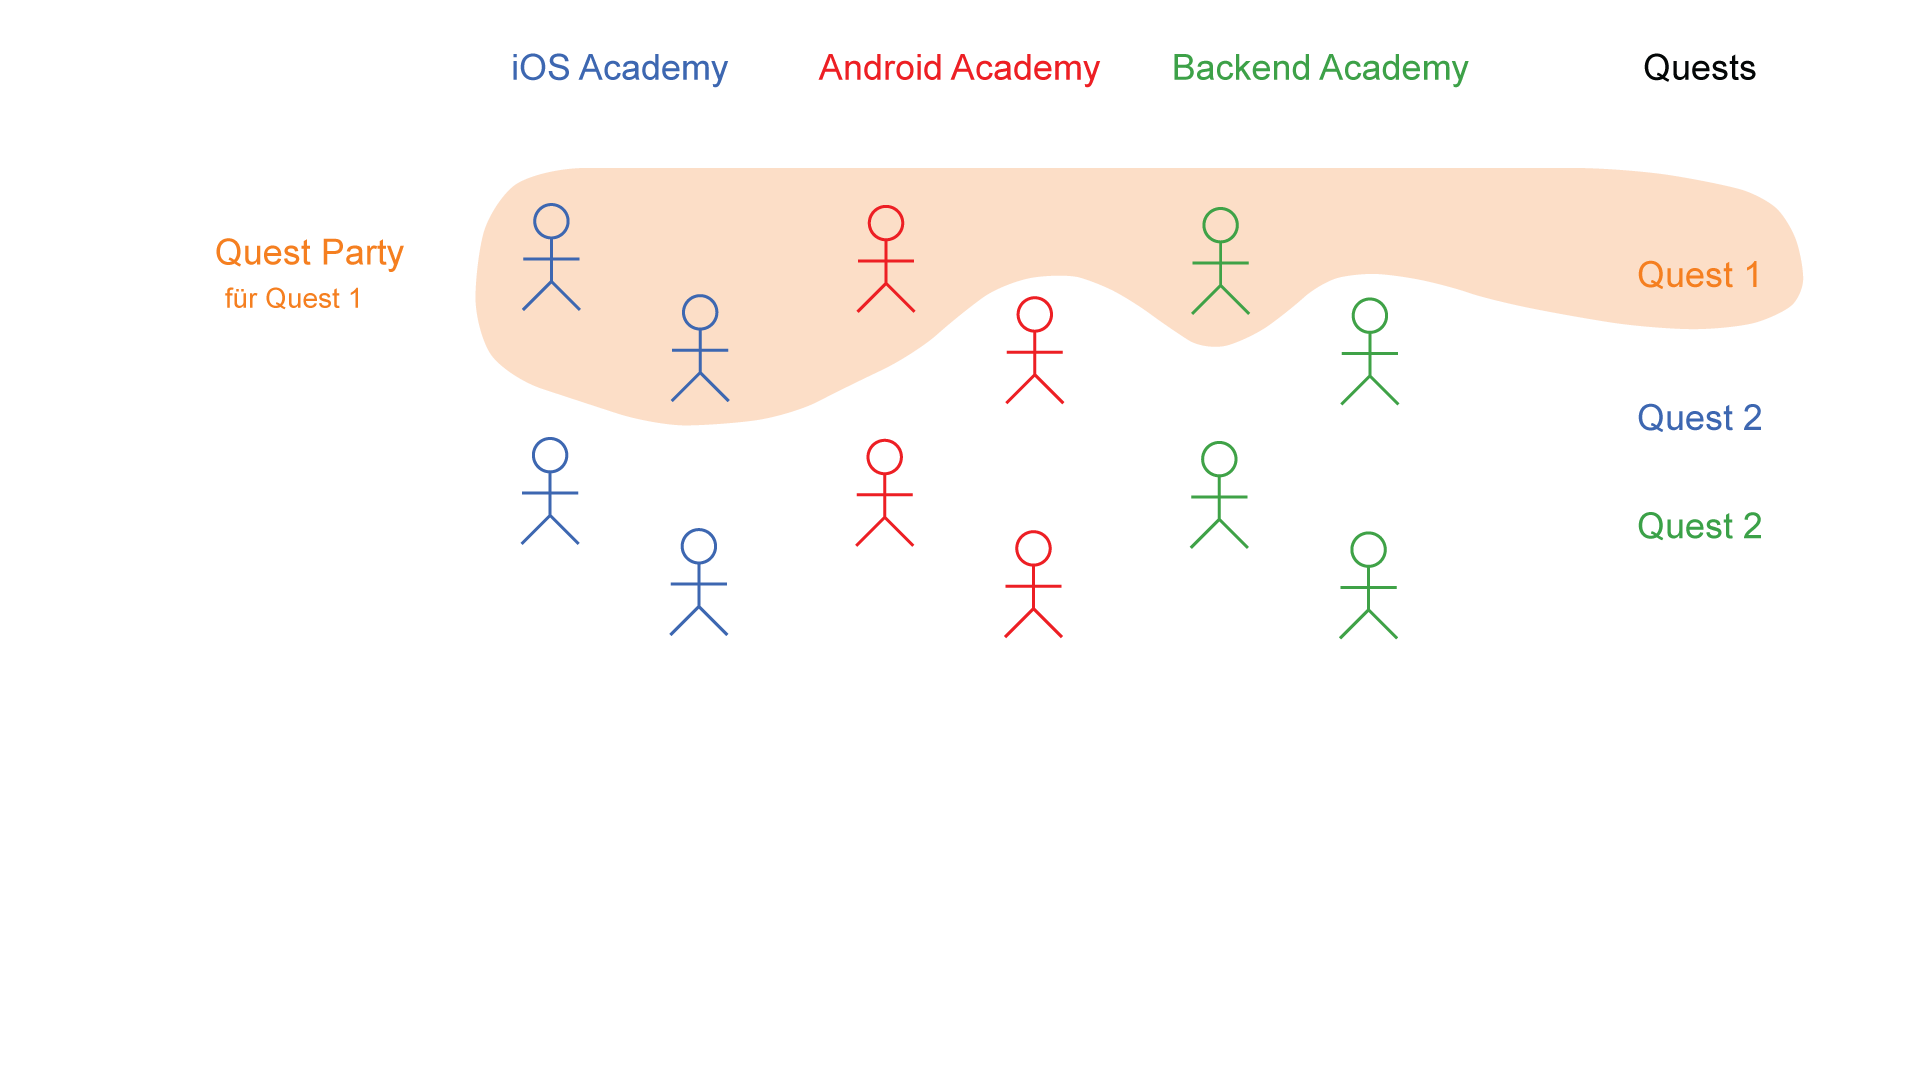 iOS Academy
Android Academy
Backend Academy
Quests
Quest Party
für Quest 1
Quest 1
Quest 2
Quest 2